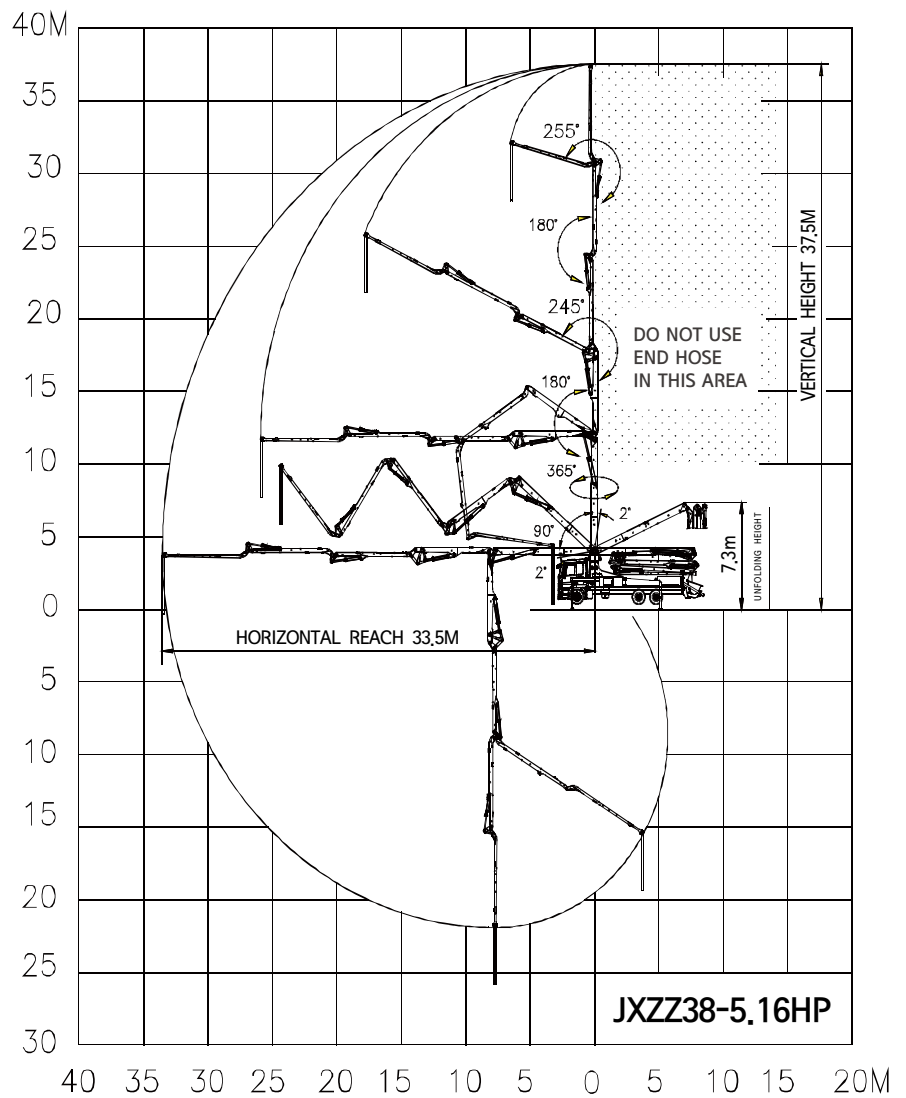 40M
35
30
25
20
15
10
5
0
5
10
15
20
25
30
255°
180°
245°
DO NOT USE
END HOSE
IN THIS AREA
VERTICAL HEIGHT 37.5M
180°
365°
2°
90°
2°
7.3m
UNFOLDING HEIGHT
HORIZONTAL REACH 33.5M
JXZZ38-5.16HP
40 35 30 25 20 15 10 5 0 5 10 15 20M